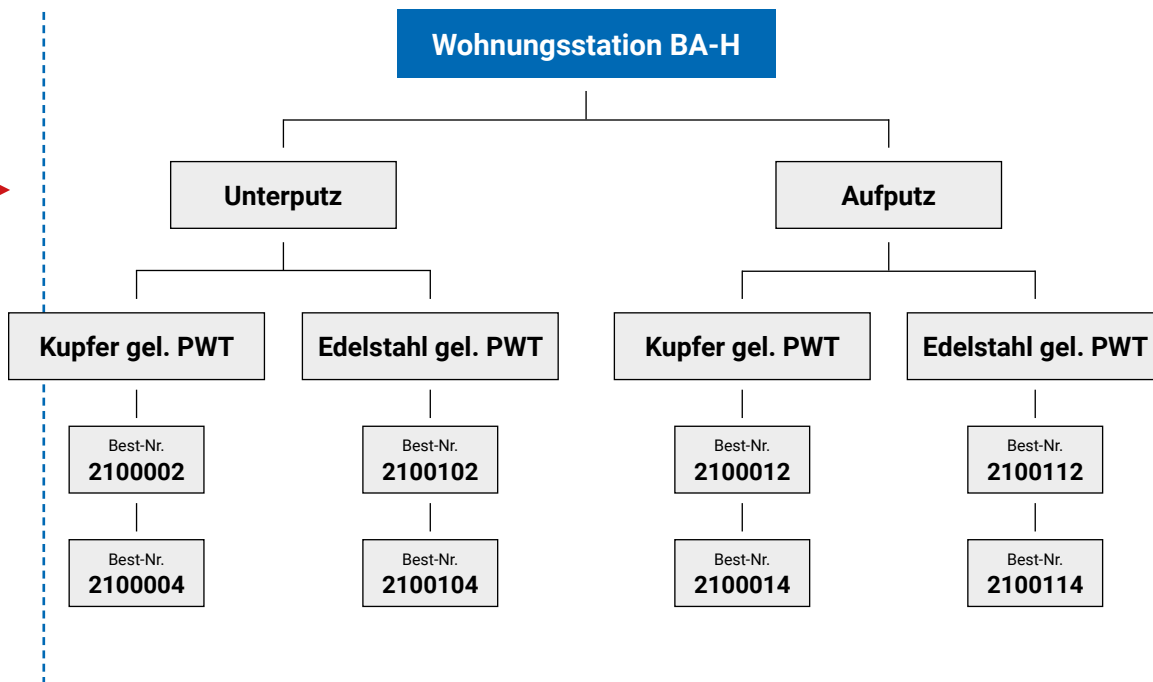 Wohnungsstation BA-H
Unterputz
Aufputz
Kupfer gel. PWT
Edelstahl gel. PWT
Kupfer gel. PWT
Edelstahl gel. PWT
Best-Nr.
2100002
Best-Nr.
2100102
Best-Nr.
2100012
Best-Nr.
2100112
Best-Nr.
2100004
Best-Nr.
2100104
Best-Nr.
2100014
Best-Nr.
2100114